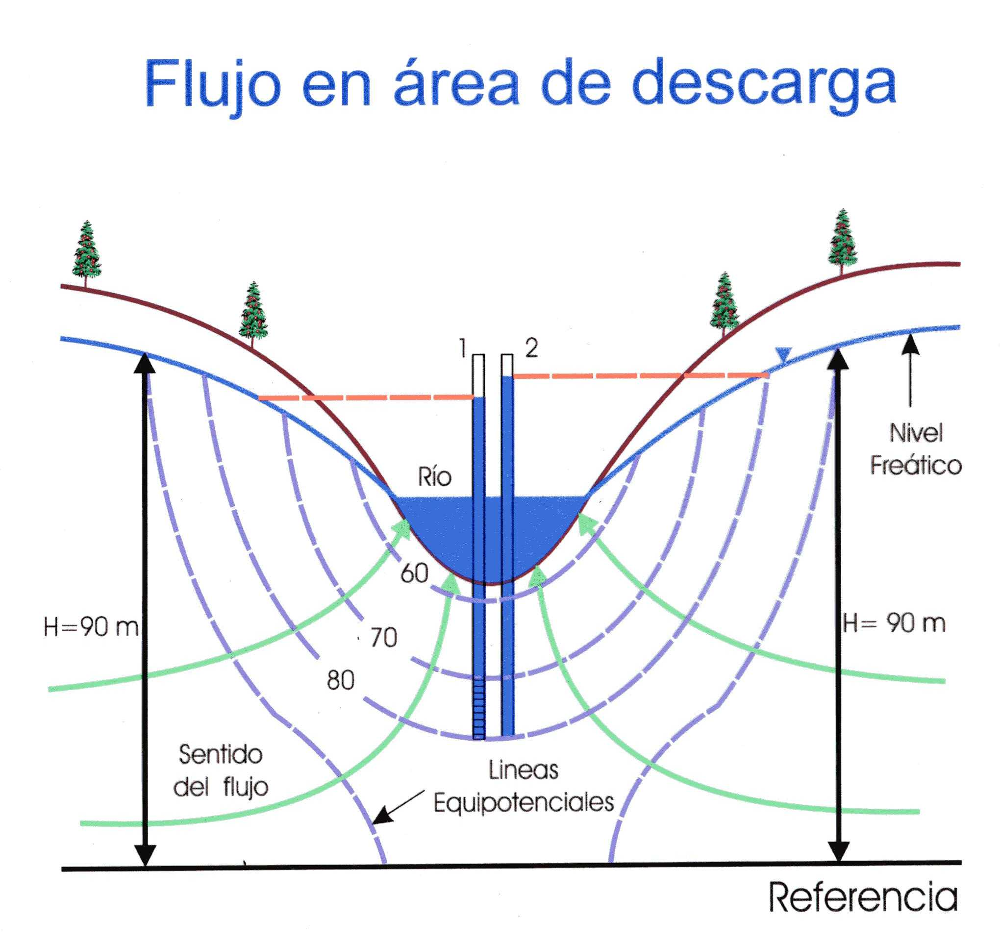 Flujo en área de descarga
1
2
Río
Nivel
Freático
60
70
80
H=90 m
H= 90 m
Sentido
del flujo
Lineas
Equipotenciales
Referencia